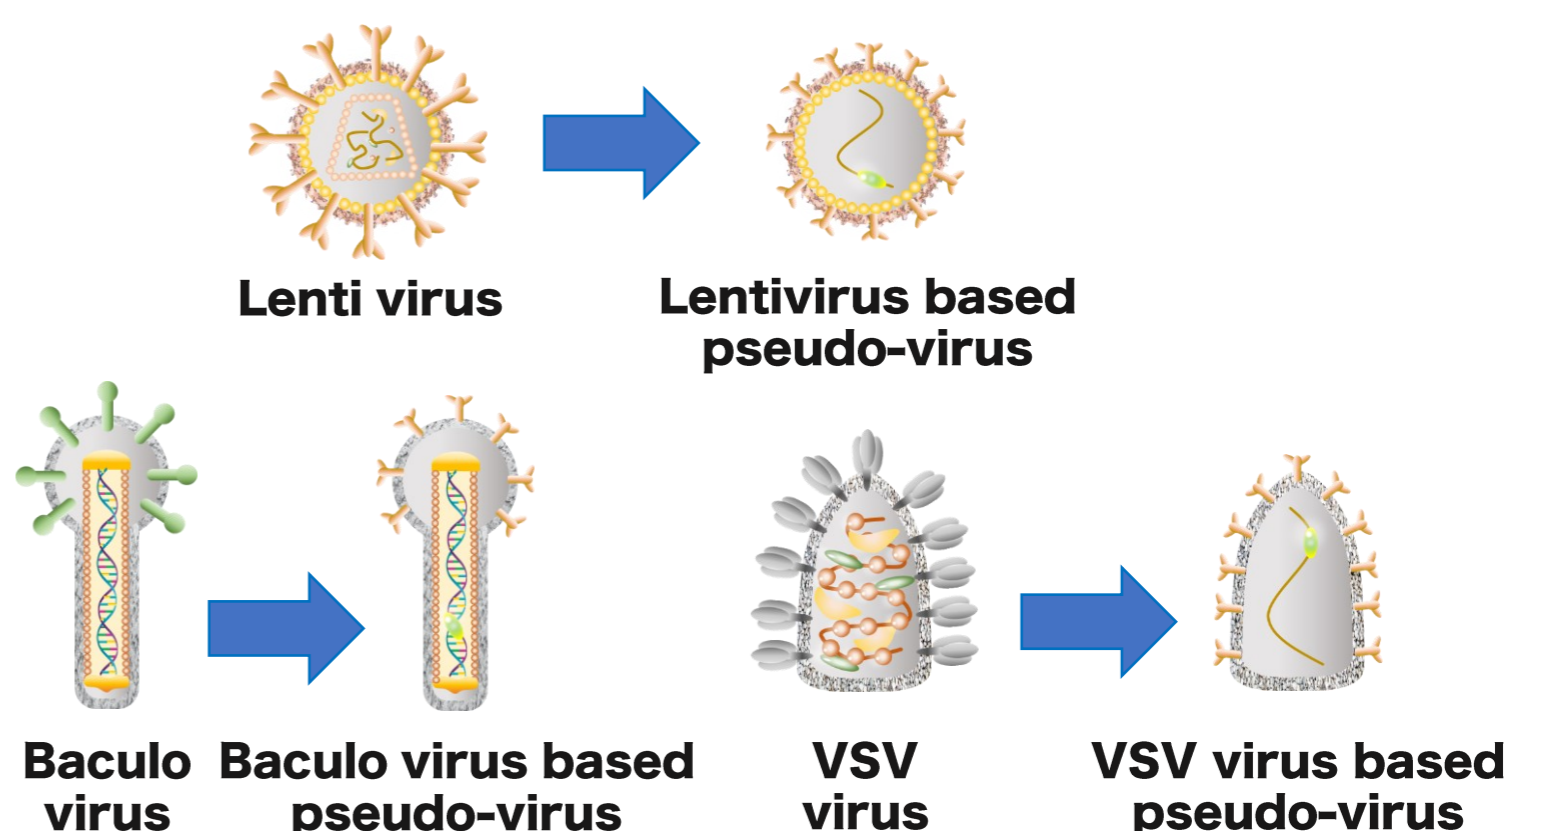 Lenti virus
Lentivirus based
pseudo-virus
Baculo
virus
Baculo virus based
pseudo-virus
VSV
virus
VSV virus based
pseudo-virus